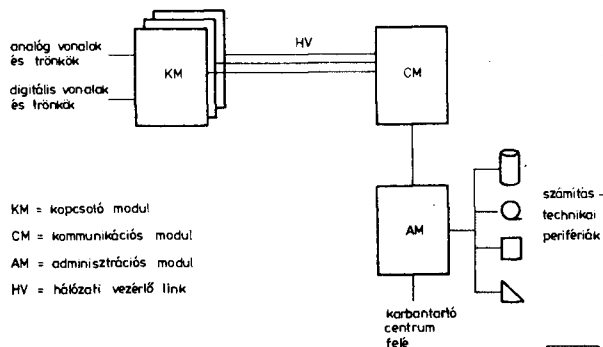 analóg vonalak
és trönkök
digitális vonalak
és trönkök
KM
HV
CM
AM
számítás -
technikai
perifériák
karbantartó
centrum
felé
KM = kapcsoló modul
CM = kommunikációs modul
AM = adminisztrációs modul
HV = hálózati vezérlő link